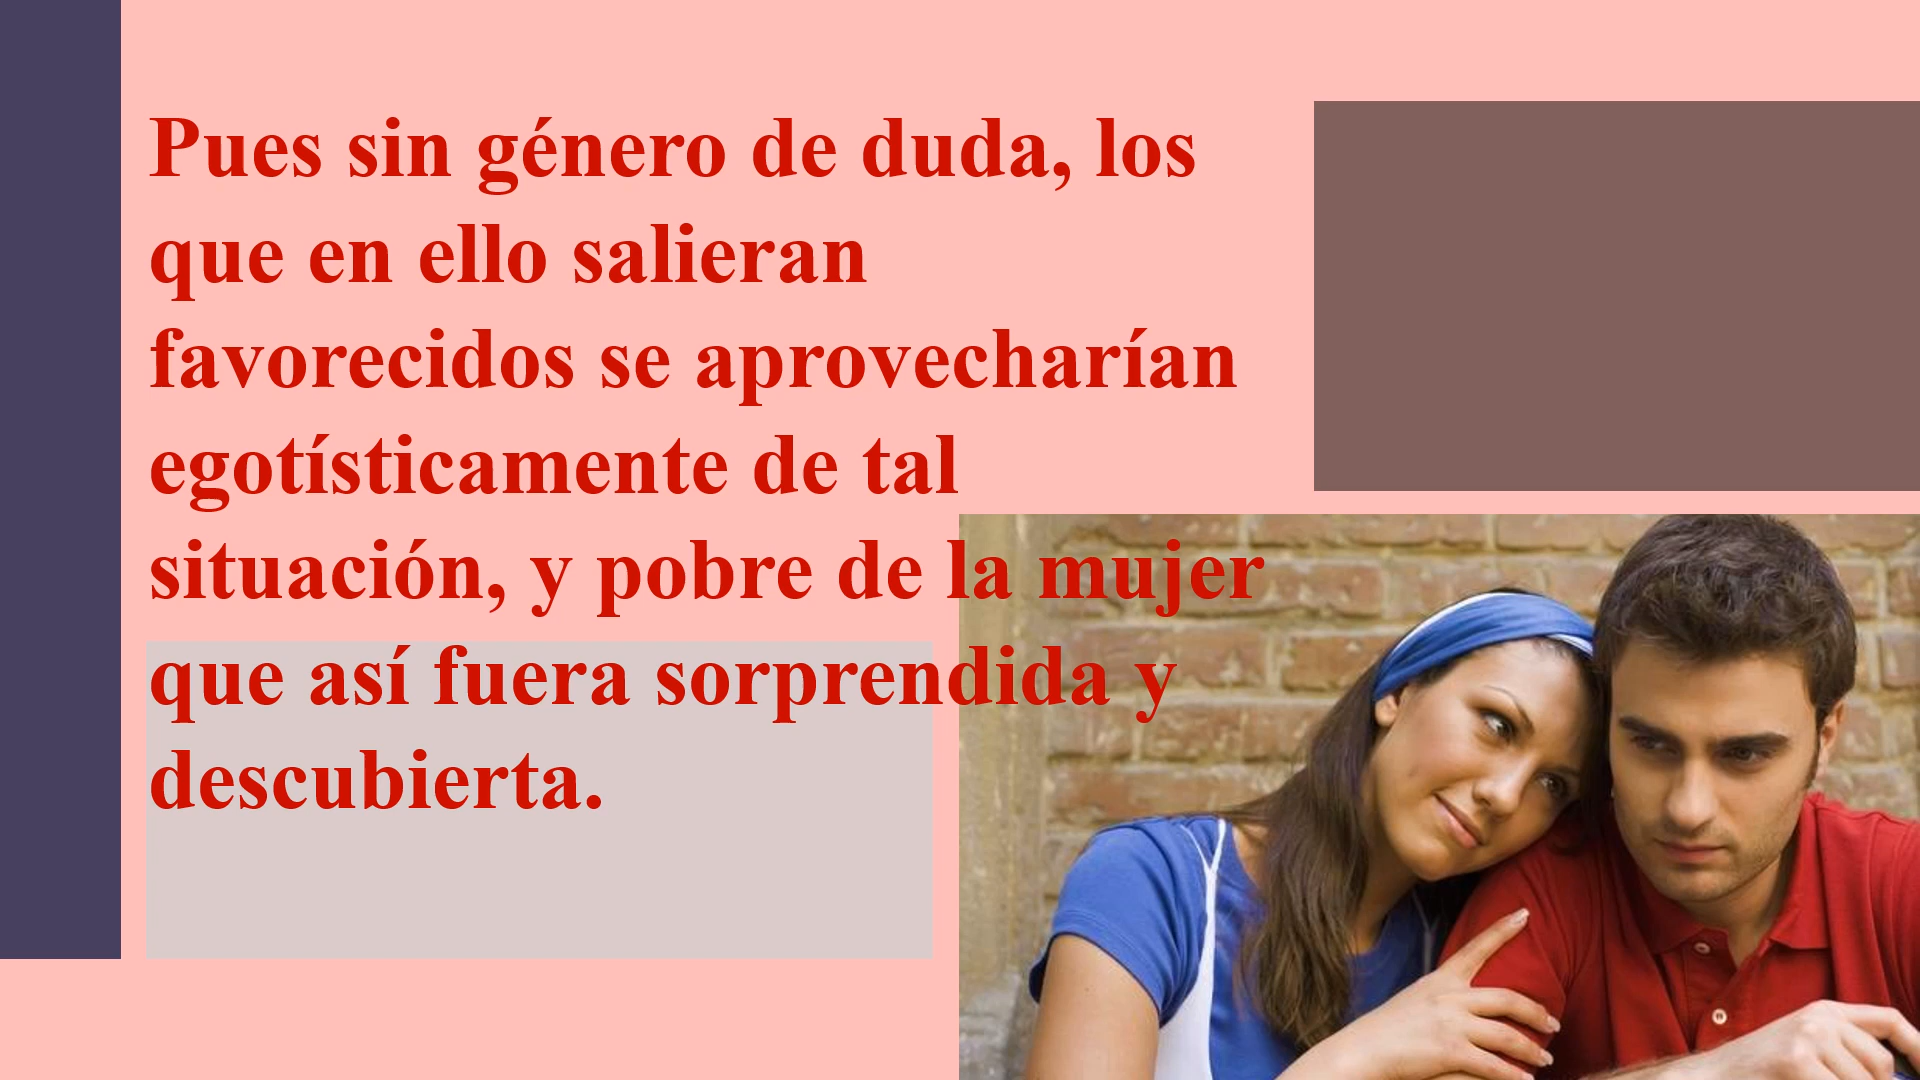 Pues sin género de duda, los
que en ello salieran
favorecidos se aprovecharían
egotísticamente de tal
situación, y pobre de la mujer
que así fuera sorprendida y
descubierta.